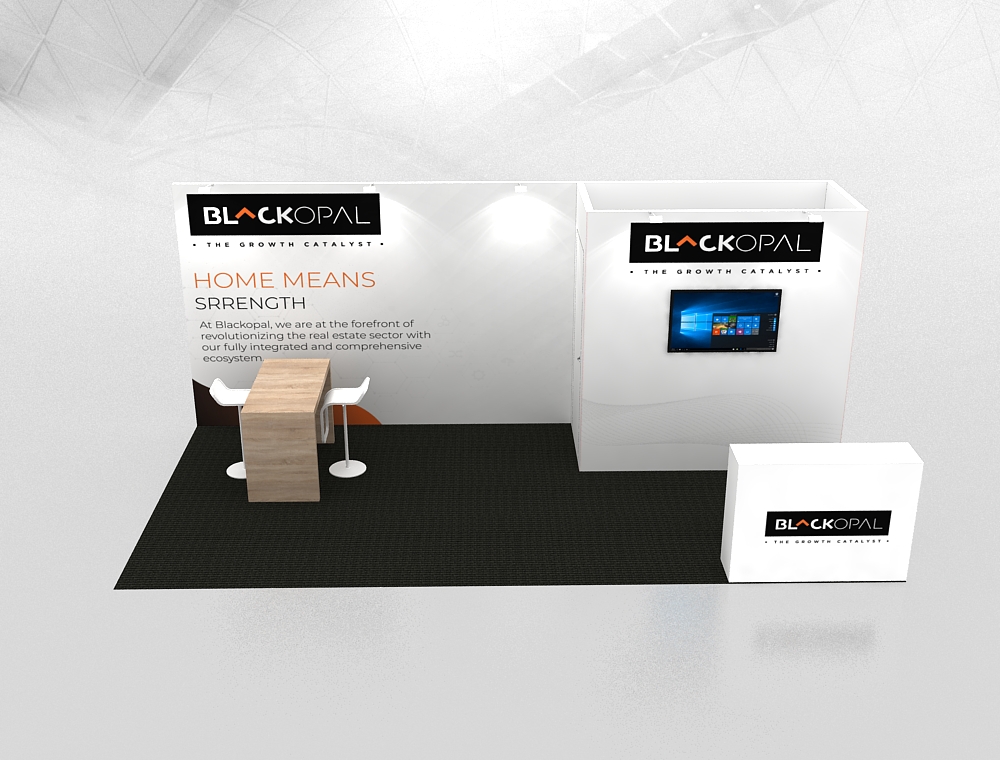 BLACKOPAL
• THE GROWTH CATALYST •
HOME MEANS
SRRENGTH
At Blackopal, we are at the forefront of
revolutionizing the real estate sector with
our fully integrated and comprehensive
ecosystem.
BLACKOPAL
• THE GROWTH CATALYST •
BLACKOPAL
• THE GROWTH CATALYST •